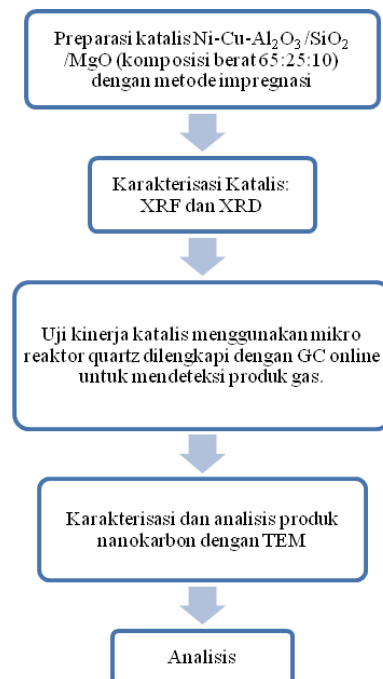 Preparasi katalis Ni-Cu-Al₂O₃/SiO₂
/MgO (komposisi berat 65:25:10)
dengan metode impregnasi
Karakterisasi Katalis:
XRF dan XRD
Uji kinerja katalis menggunakan mikro
reaktor quartz dilengkapi dengan GC online
untuk mendeteksi produk gas.
Karakterisasi dan analisis produk
nanokarbon dengan TEM
Analisis